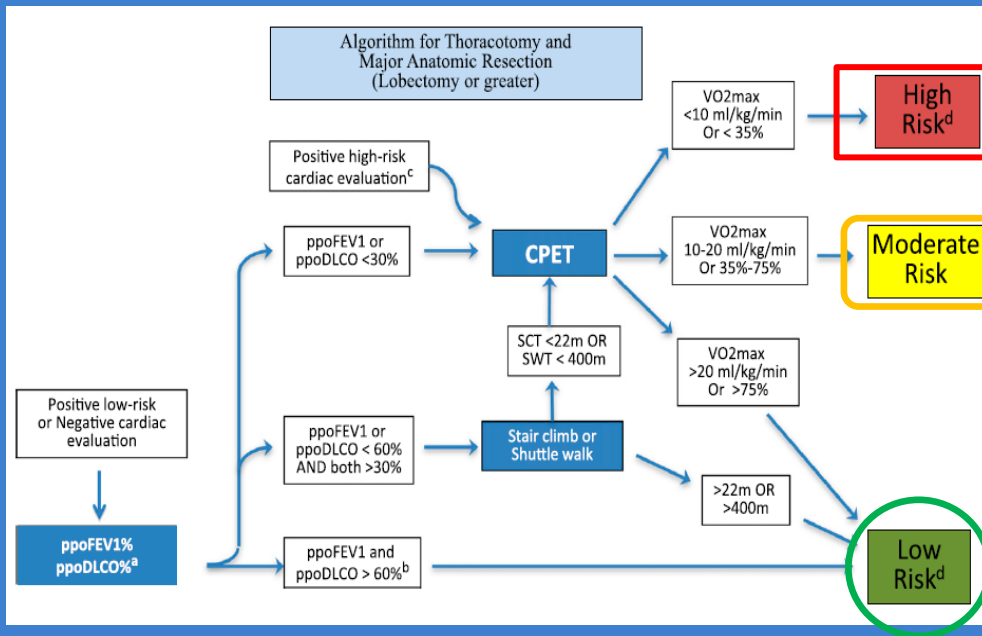 Algorithm for Thoracotomy and
Major Anatomic Resection
(Lobectomy or greater)
VO2max
<10 ml/kg/min
Or < 35%
High
Riskᵈ
Positive high-risk
cardiac evaluationᶜ
ppoFEV1 or
ppoDLCO <30%
CPET
VO2max
10-20 ml/kg/min
Or 35%-75%
Moderate
Risk
SCT <22m OR
SWT < 400m
VO2max
>20 ml/kg/min
Or >75%
Positive low-risk
or Negative cardiac
evaluation
ppoFEV1 or
ppoDLCO < 60%
AND both >30%
Stair climb or
Shuttle walk
>22m OR
>400m
ppoFEV1%
ppoDLCO%ᵃ
ppoFEV1 and
ppoDLCO > 60%ᵇ
Low
Riskᵈ